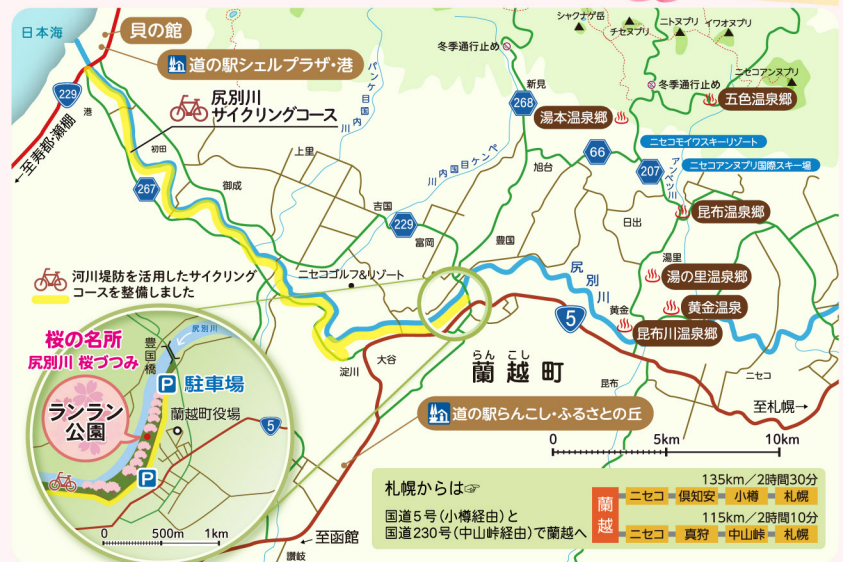 日本海
貝の館
道の駅シェルプラザ・港
229
港
←至寿都・瀬棚
尻別川
サイクリングコース
初田
267
御成
上里
パンケ目国内川
ペンケ目国内川
吉国
229
富岡
ニセコゴルフ&リゾート
冬季通行止め
新見
268
湯本温泉郷
シャクナゲ岳
チセヌプリ
ニトヌプリ
イワオヌプリ
ニセコアンヌプリ
冬季通行止め
五色温泉郷
66
旭台
ニセコモイワスキーリゾート
207
アンベツ川
ニセコアンヌプリ国際スキー場
昆布温泉郷
日出
豊国
湯里
湯の里温泉郷
尻別川
黄金
黄金温泉
5
昆布川温泉郷
昆布
ニセコ
至札幌→
河川堤防を活用したサイクリング
コースを整備しました
淀川
大谷
らんこし
蘭越町
道の駅らんこし・ふるさとの丘
0 5km 10km
桜の名所
尻別川 桜づつみ
豊国橋
尻別川
P 駐車場
ランラン
公園
蘭越町役場
5
P
0 500m 1km
←至函館
讃岐
札幌からは☞
国道5号(小樽経由)と
国道230号(中山峠経由)で蘭越へ
蘭越
135km/2時間30分
ニセコ 倶知安 小樽 札幌
115km/2時間10分
ニセコ 真狩 中山峠 札幌